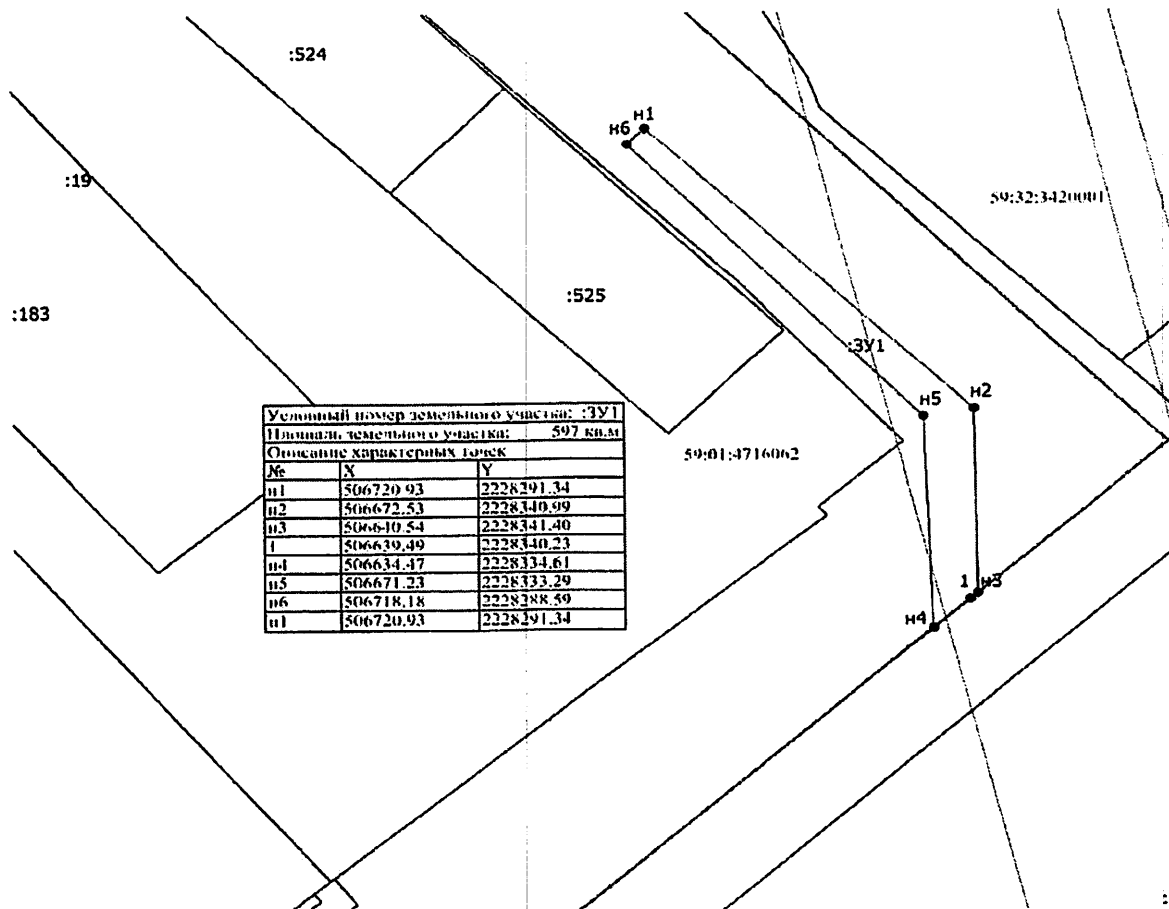 :524
н1
н6
:19
59:32:3420001
:525
:183
:ЗУ1
н5
н2
Условный номер земельного участка: :ЗУ1
Площадь земельного участка: 597 кв.м
Описание характерных точек
№ X Y
н1 506720.93 2228291.34
н2 506672.53 2228340.99
н3 506640.54 2228341.40
1 506639.49 2228340.23
н4 506634.47 2228334.61
н5 506671.23 2228333.29
н6 506718.18 2228288.59
н1 506720.93 2228291.34
59:01:4716062
1
н3
н4